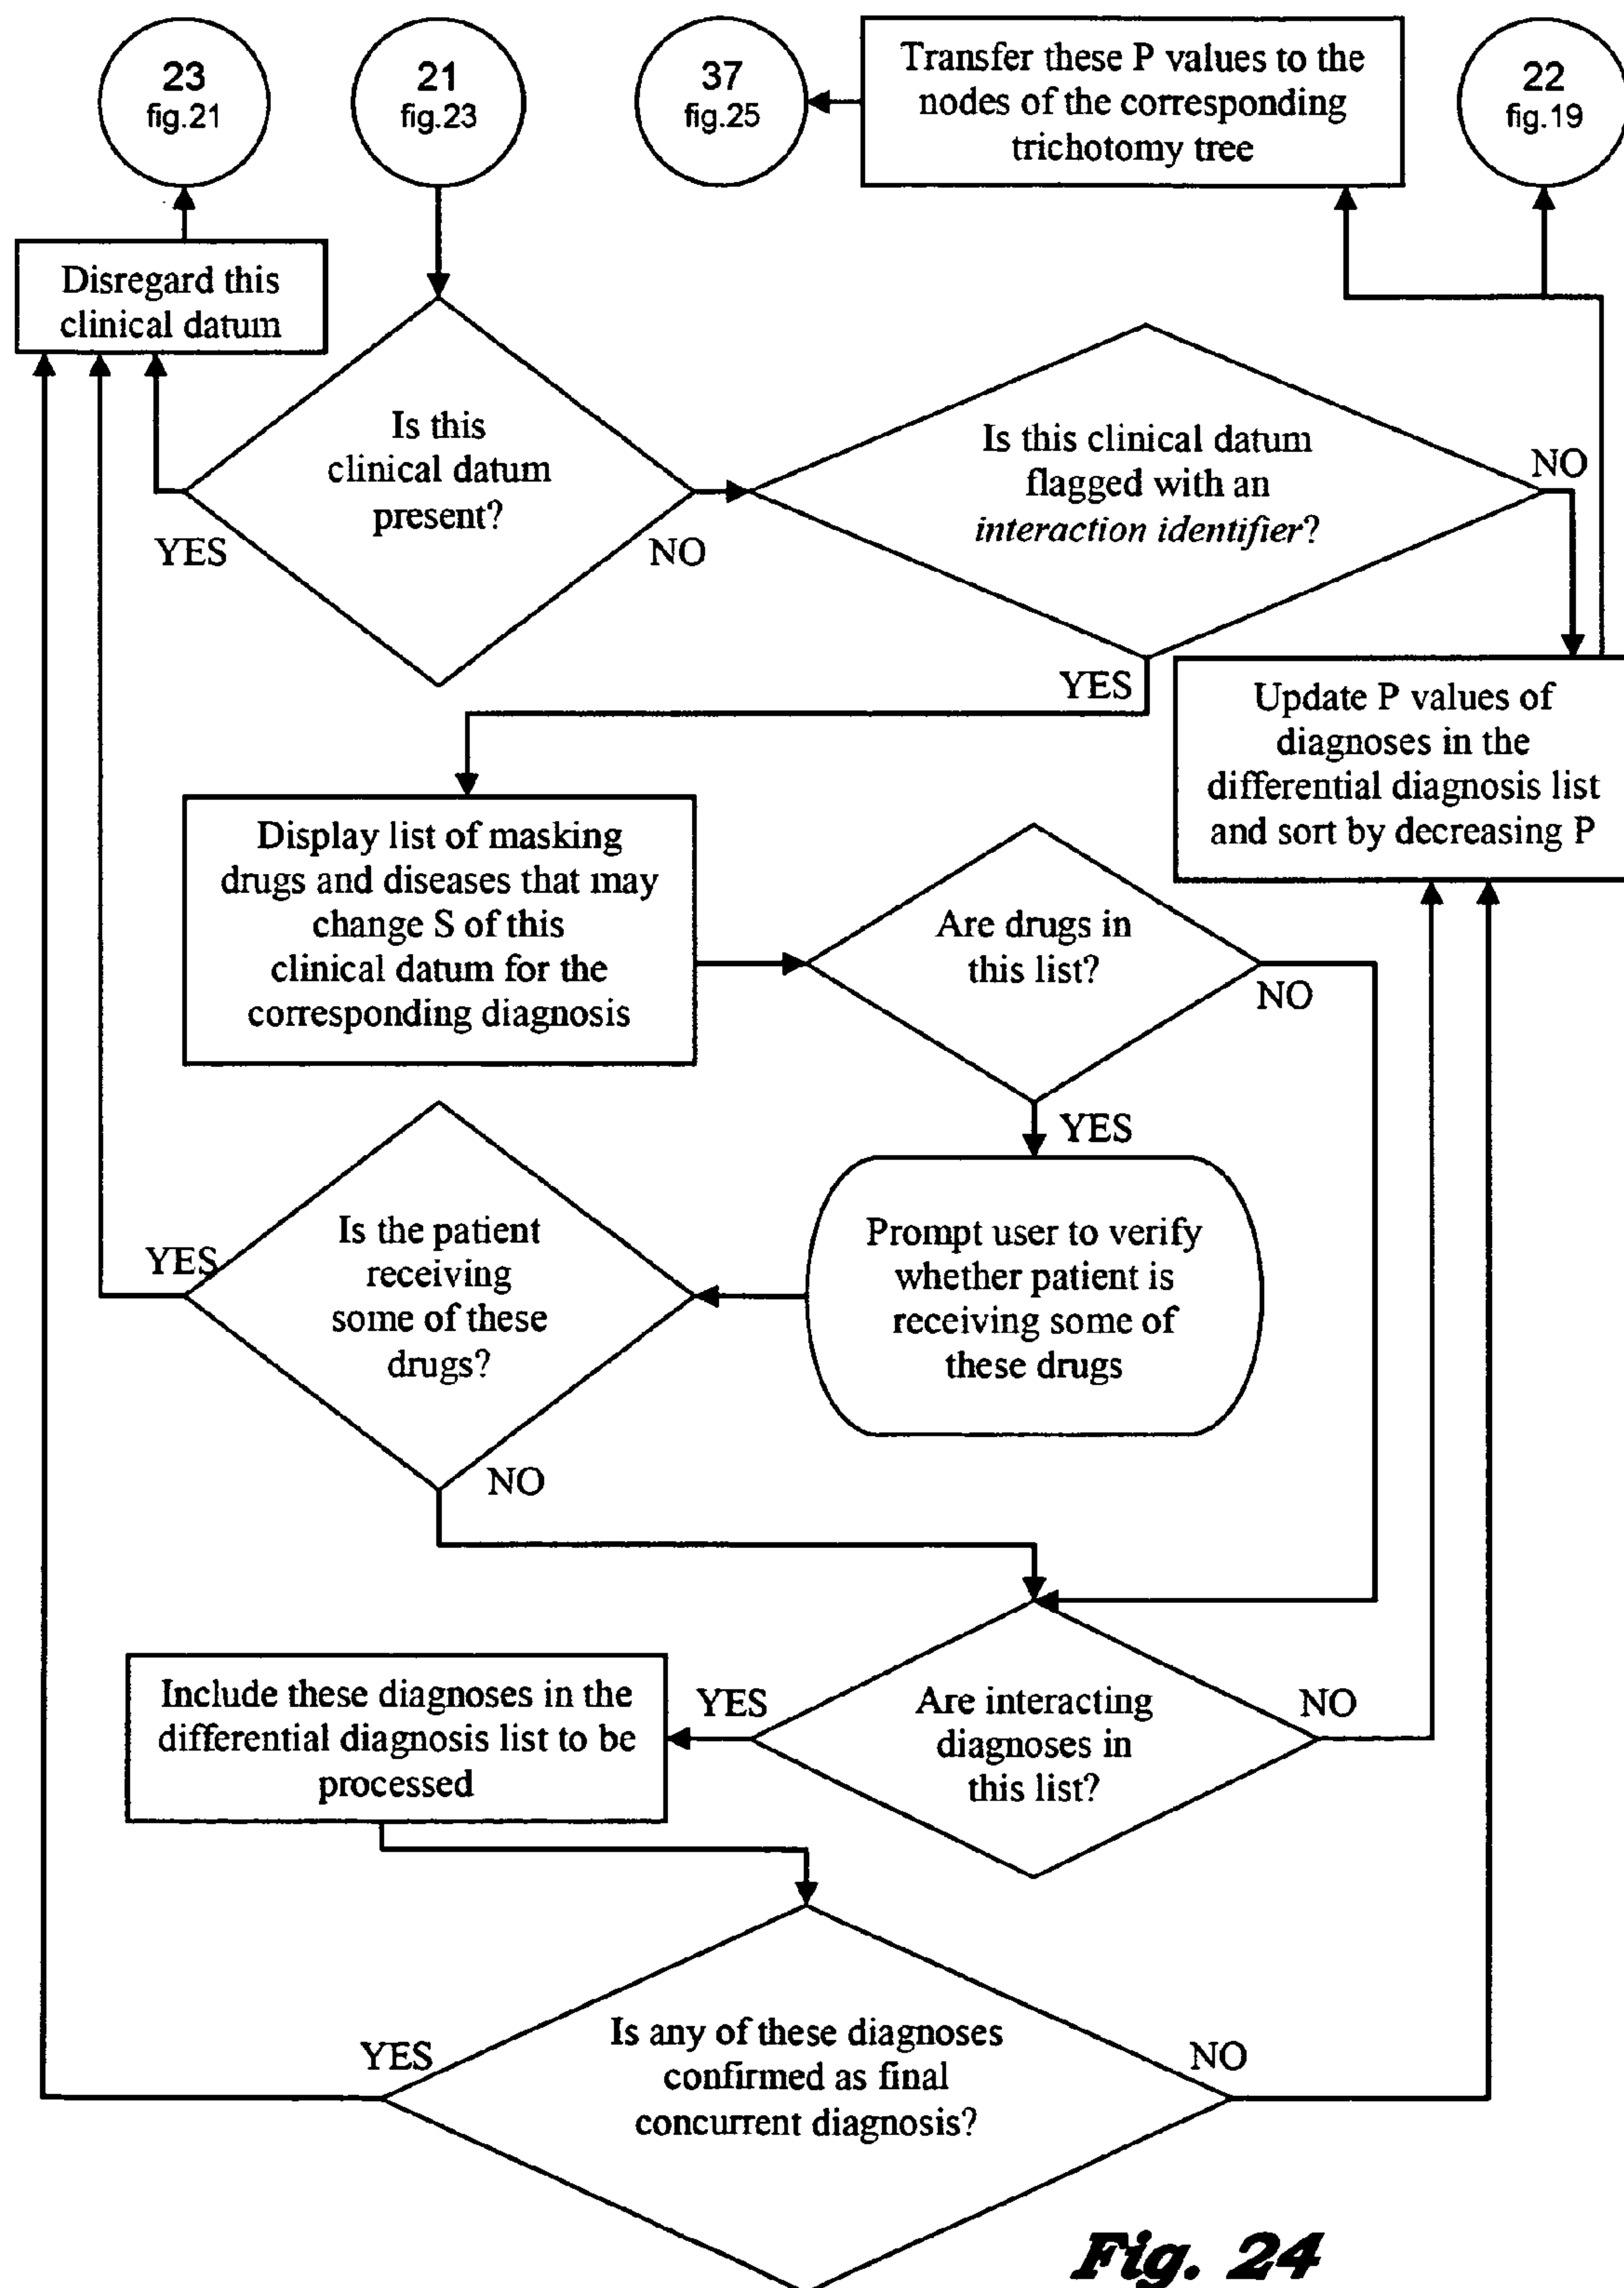 23
fig.21
21
fig.23
37
fig.25
Transfer these P values to the
nodes of the corresponding
trichotomy tree
22
fig.19
Disregard this
clinical datum
Is this
clinical datum
present?
YES
NO
Is this clinical datum
flagged with an
interaction identifier?
NO
YES
Update P values of
diagnoses in the
differential diagnosis list
and sort by decreasing P
Display list of masking
drugs and diseases that may
change S of this
clinical datum for the
corresponding diagnosis
Are drugs in
this list?
NO
YES
Is the patient
receiving
some of these
drugs?
YES
NO
Prompt user to verify
whether patient is
receiving some of
these drugs
Include these diagnoses in the
differential diagnosis list to be
processed
YES
Are interacting
diagnoses in
this list?
NO
YES
Is any of these diagnoses
confirmed as final
concurrent diagnosis?
NO
Fig. 24